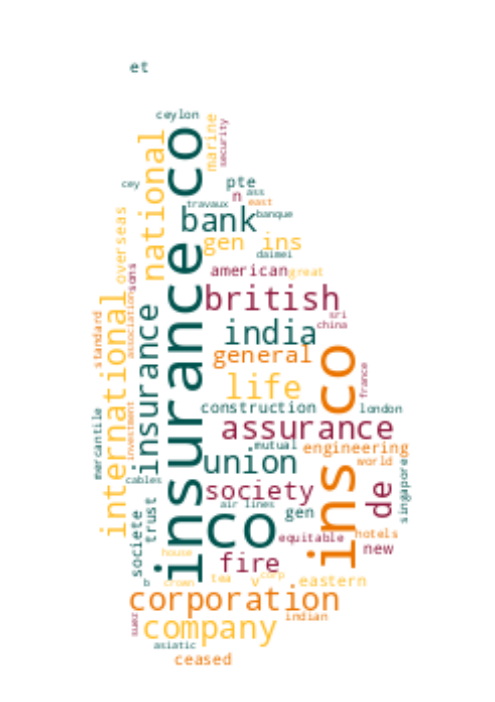 et
ceylon
marine
security
insurance co
national
cey
pte
n
ass
east
travaux
bank
banque
overseas
gen ins
daimei
sons
american
great
international
british
association
standard
insurance
sri
china
india
general
ins co
life
france
construction
london
mercantile
investment
assurance
mutual
engineering
union
world
singapore
cables
society
de
air lines
trust
societe
co
gen
equitable
hotels
new
house
fire
b
crown
tea
v
corp
eastern
corporation
suez
company
indian
asiatic
ceased